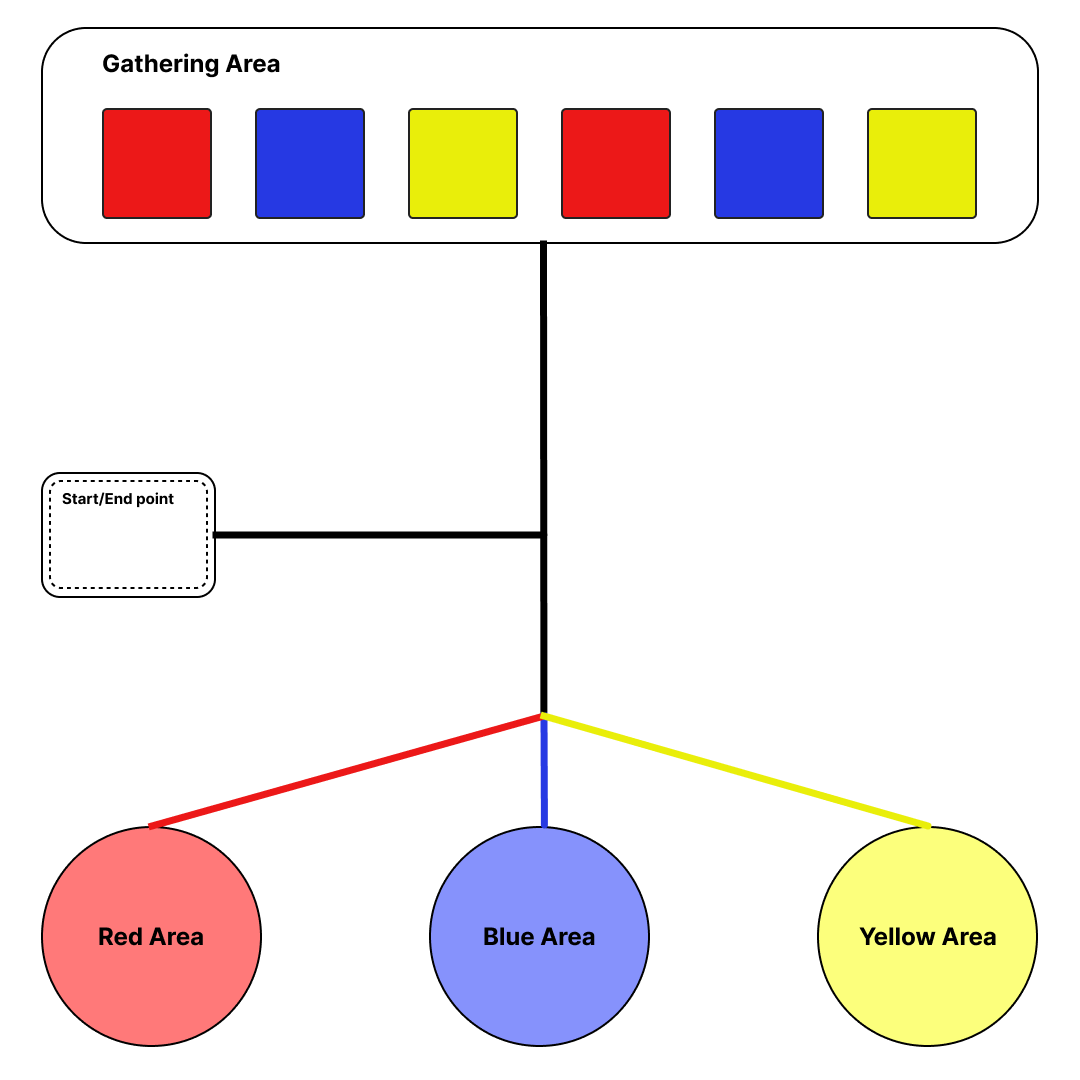 Gathering Area
Start/End point
Red Area
Blue Area
Yellow Area